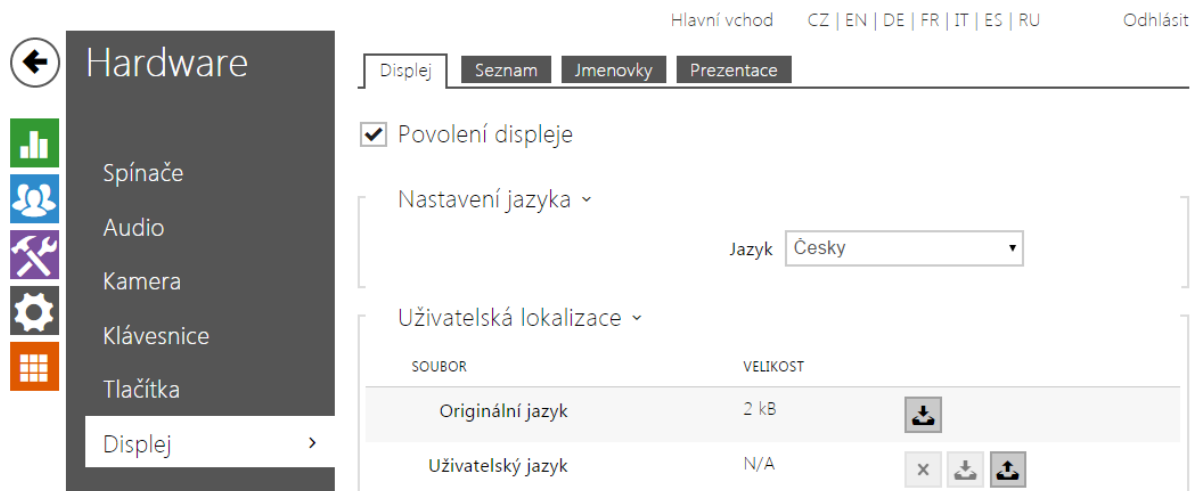 Hlavní vchod CZ | EN | DE | FR | IT | ES | RU Odhlásit
Hardware
Displej Seznam Jmenovky Prezentace
Povolení displeje
Spínače
Nastavení jazyka
Audio
Jazyk Česky
Kamera
Uživatelská lokalizace
Klávesnice
SOUBOR VELIKOST
Tlačítka
Originální jazyk 2 kB
Displej
Uživatelský jazyk N/A